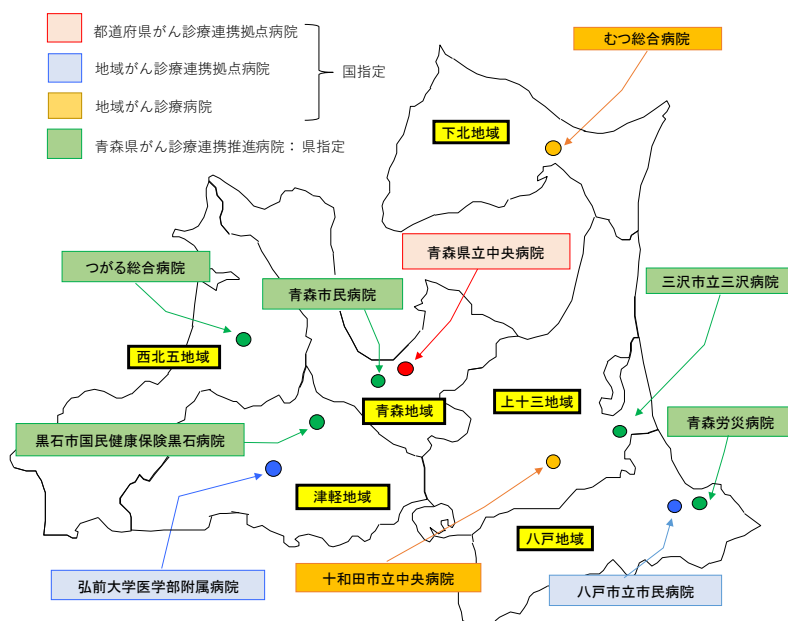 都道府県がん診療連携拠点病院
地域がん診療連携拠点病院
国指定
地域がん診療病院
青森県がん診療連携推進病院： 県指定
むつ総合病院
下北地域
青森県立中央病院
つがる総合病院
青森市民病院
三沢市立三沢病院
西北五地域
青森地域
上十三地域
青森労災病院
黒石市国民健康保険黒石病院
津軽地域
八戸地域
弘前大学医学部附属病院
十和田市立中央病院
八戸市立市民病院